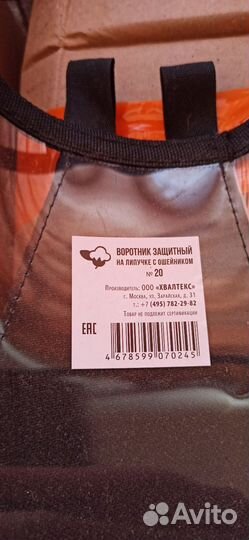 ВОРОТНИК ЗАЩИТНЫЙ
НА ЛИПУЧКЕ С ОШЕЙНИКОМ
№ 20
Производитель: ООО «ХВАЛТЕКС»
г. Москва, ул. Зарайская, д. 31
т.: +7 (495) 782-29-82
Товар не подлежит сертификации
EAC
4 678599 070245
Avito